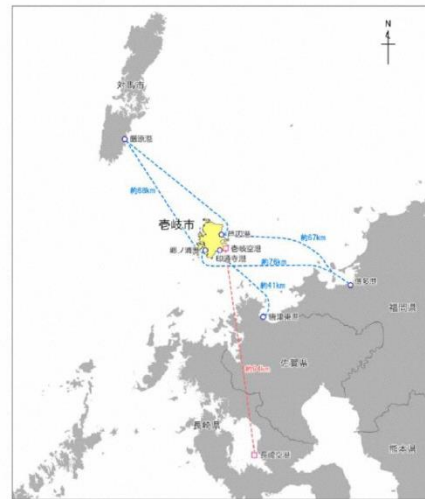 N
対馬市
厳原港
約68km
壱岐市
芦辺港
壱岐空港
郷ノ浦港
印通寺港
約67km
約76km
約41km
博多港
唐津東港
福岡県
佐賀県
長崎県
長崎空港
熊本県